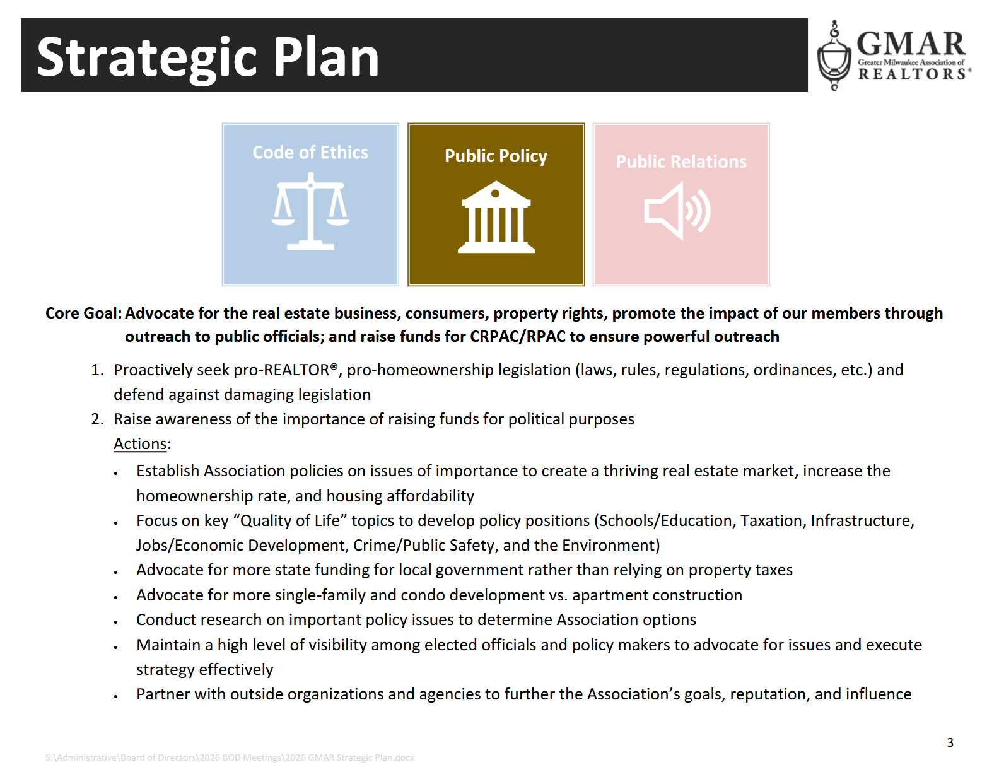 Strategic Plan
GMAR
Greater Milwaukee Association of
REALTORS®
Code of Ethics
Public Policy
Public Relations
Core Goal: Advocate for the real estate business, consumers, property rights, promote the impact of our members through
outreach to public officials; and raise funds for CRPAC/RPAC to ensure powerful outreach
1. Proactively seek pro-REALTOR®, pro-homeownership legislation (laws, rules, regulations, ordinances, etc.) and
defend against damaging legislation
2. Raise awareness of the importance of raising funds for political purposes
Actions:
• Establish Association policies on issues of importance to create a thriving real estate market, increase the
homeownership rate, and housing affordability
• Focus on key “Quality of Life” topics to develop policy positions (Schools/Education, Taxation, Infrastructure,
Jobs/Economic Development, Crime/Public Safety, and the Environment)
• Advocate for more state funding for local government rather than relying on property taxes
• Advocate for more single-family and condo development vs. apartment construction
• Conduct research on important policy issues to determine Association options
• Maintain a high level of visibility among elected officials and policy makers to advocate for issues and execute
strategy effectively
• Partner with outside organizations and agencies to further the Association’s goals, reputation, and influence
3
S:\Administrative\Board of Directors\2026 BOD Meetings\2026 GMAR Strategic Plan.docx